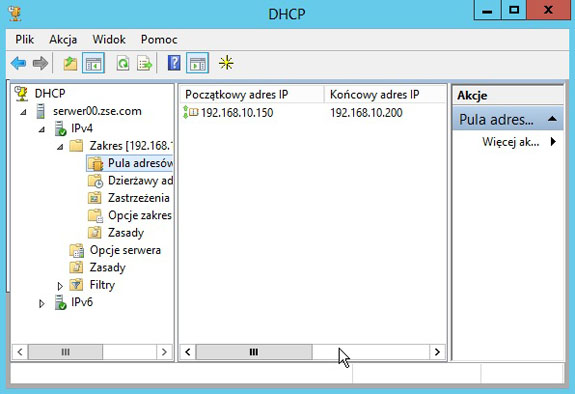 DHCP
Plik Akcja Widok Pomoc
DHCP
serwer00.zse.com
IPv4
Zakres [192.168.
Pula adresów
Dzierżawy ad
Zastrzeżenia
Opcje zakres
Zasady
Opcje serwera
Zasady
Filtry
IPv6
Początkowy adres IP Końcowy adres IP
192.168.10.150 192.168.10.200
Akcje
Pula adres...
Więcej ak...